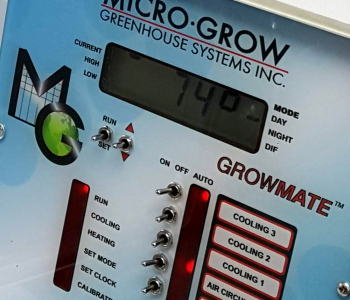 MICRO·GROW
GREENHOUSE SYSTEMS INC.
CURRENT
HIGH
LOW
74°
MODE
DAY
NIGHT
DIF
MG
RUN
SET
GROWMATE™
ON OFF AUTO
RUN
COOLING
HEATING
SET MODE
SET CLOCK
CALIBRATE
COOLING 3
COOLING 2
COOLING 1
AIR